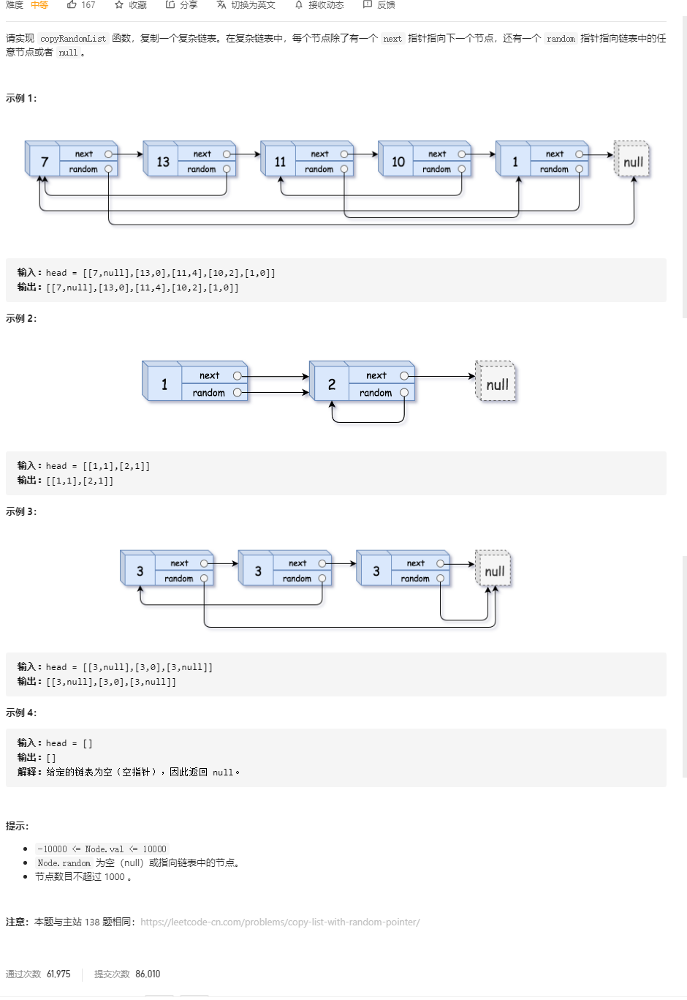 难度 中等 167 收藏 分享 切换为英文 接收动态 反馈
请实现 copyRandomList 函数，复制一个复杂链表。在复杂链表中，每个节点除了有一个 next 指针指向下一个节点，还有一个 random 指针指向链表中的任
意节点或者 null 。
示例 1：
7 next random 13 next random 11 next random 10 next random 1 next random null
输入：head = [[7,null],[13,0],[11,4],[10,2],[1,0]]
输出：[[7,null],[13,0],[11,4],[10,2],[1,0]]
示例 2：
1 next random 2 next random null
输入：head = [[1,1],[2,1]]
输出：[[1,1],[2,1]]
示例 3：
3 next random 3 next random 3 next random null
输入：head = [[3,null],[3,0],[3,null]]
输出：[[3,null],[3,0],[3,null]]
示例 4：
输入：head = []
输出：[]
解释：给定的链表为空（空指针），因此返回 null。
提示：
• -10000 <= Node.val <= 10000
• Node.random 为空（null）或指向链表中的节点。
• 节点数目不超过 1000 。
注意：本题与主站 138 题相同：https://leetcode-cn.com/problems/copy-list-with-random-pointer/
通过次数 61,975 提交次数 86,010